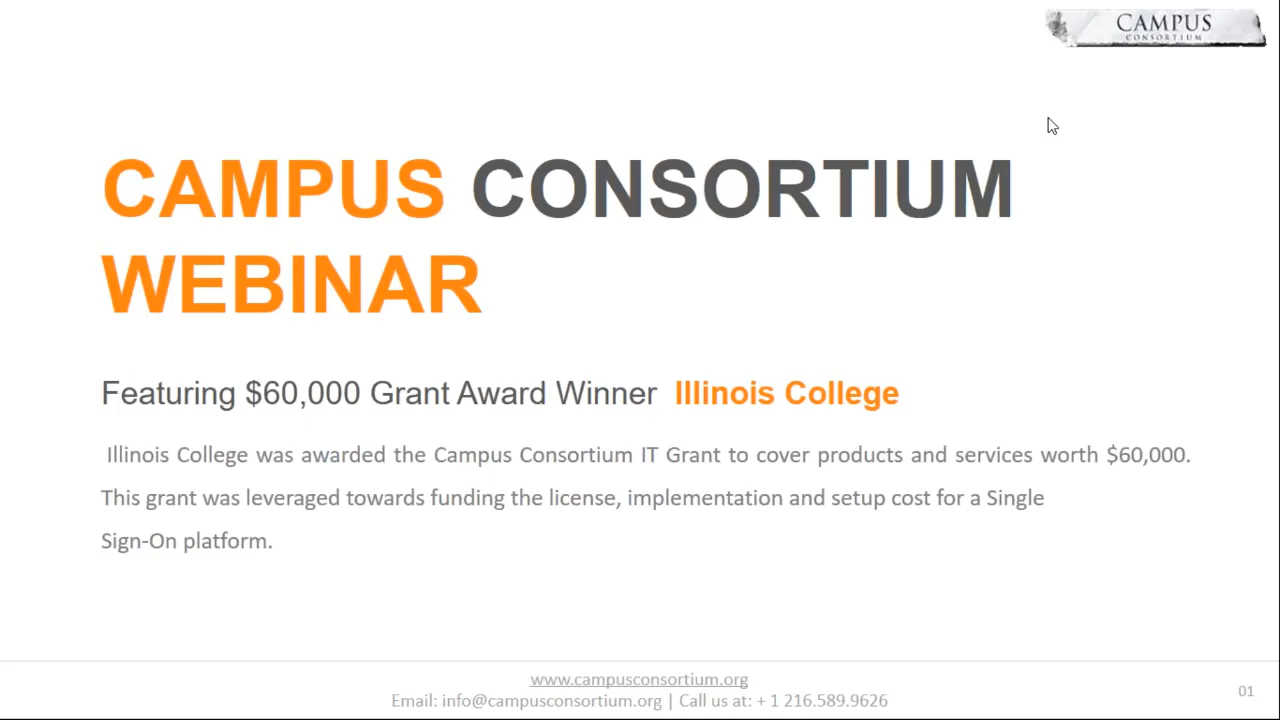 CAMPUS
CONSORTIUM
CAMPUS CONSORTIUM
WEBINAR
Featuring $60,000 Grant Award Winner Illinois College
Illinois College was awarded the Campus Consortium IT Grant to cover products and services worth $60,000.
This grant was leveraged towards funding the license, implementation and setup cost for a Single
Sign-On platform.
www.campusconsortium.org
Email: info@campusconsortium.org | Call us at: + 1 216.589.9626
01